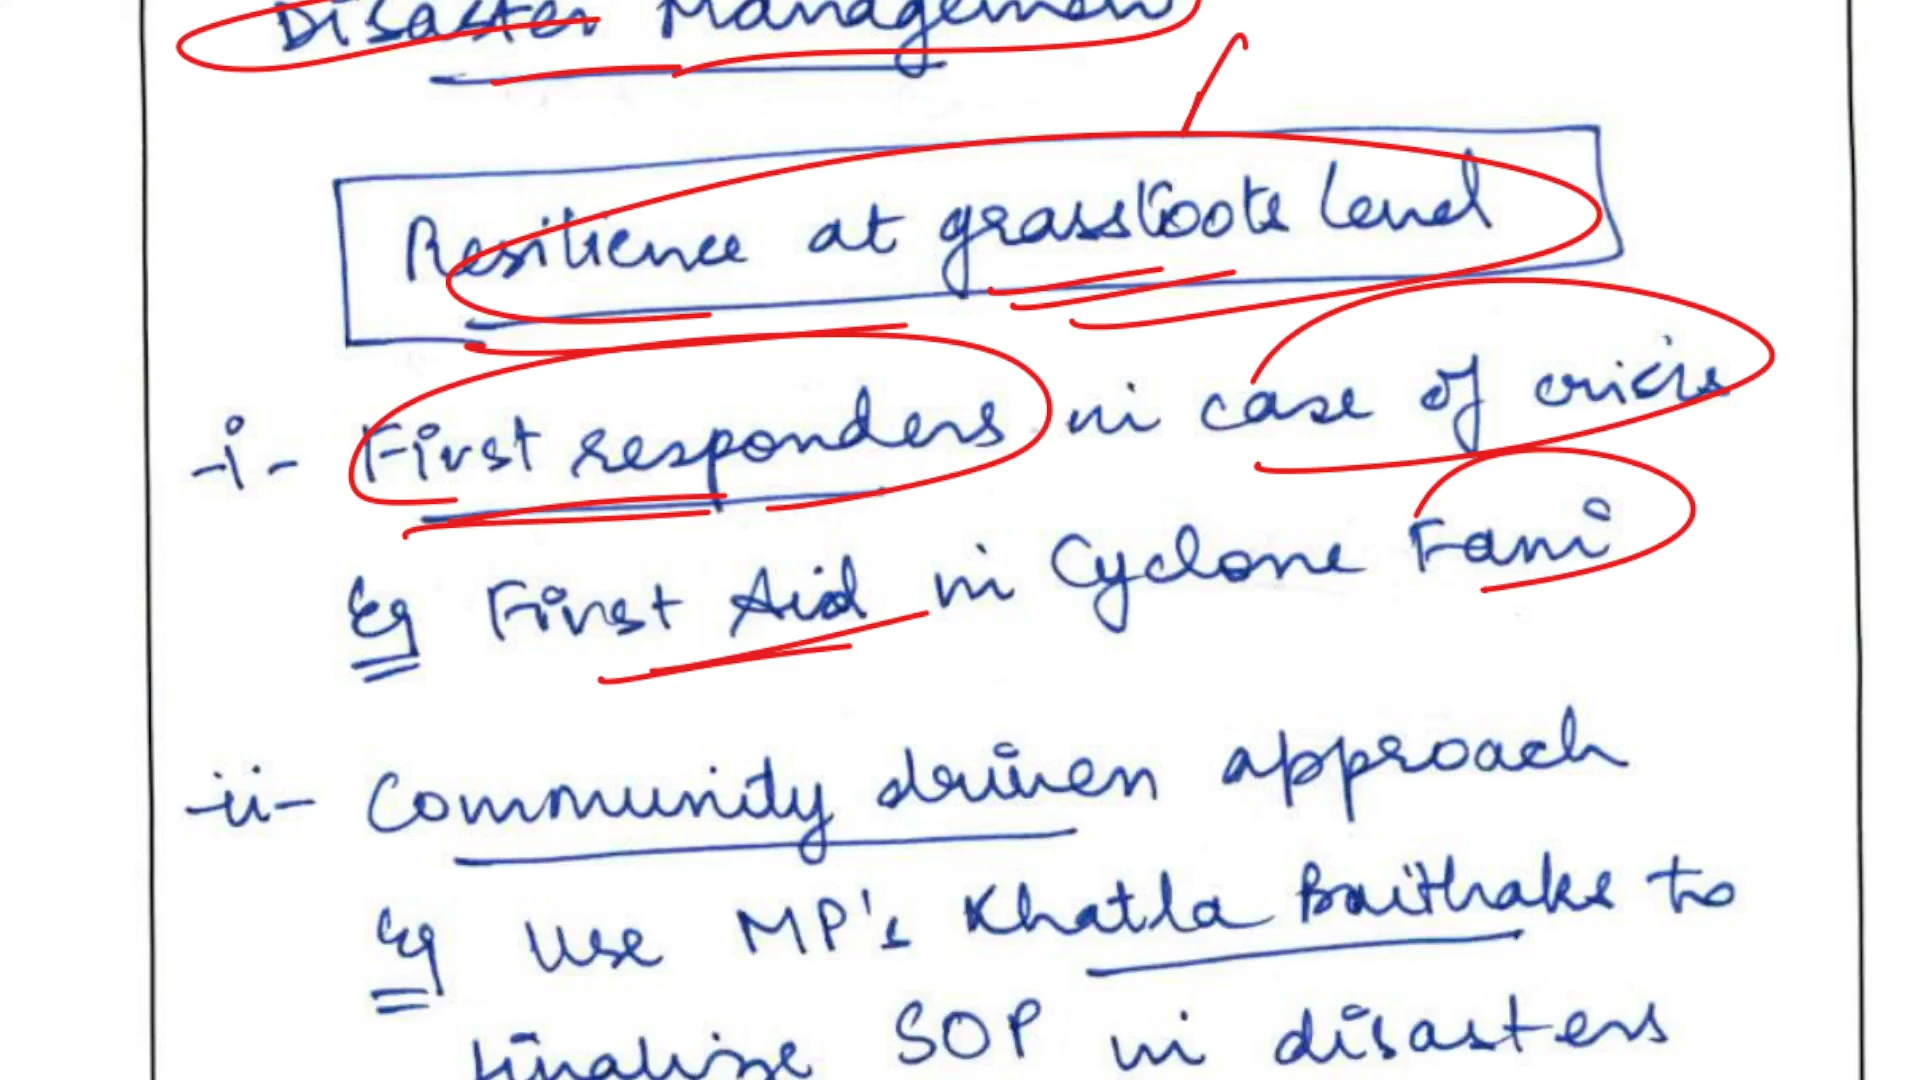 Disaster Management
Resilience at grassroots level
-i- First responders in case of crisis
Eg First Aid in Cyclone Fani
-ii- Community driven approach
Eg Use MP's Khatla Baithaks to
finalise SOP in disasters